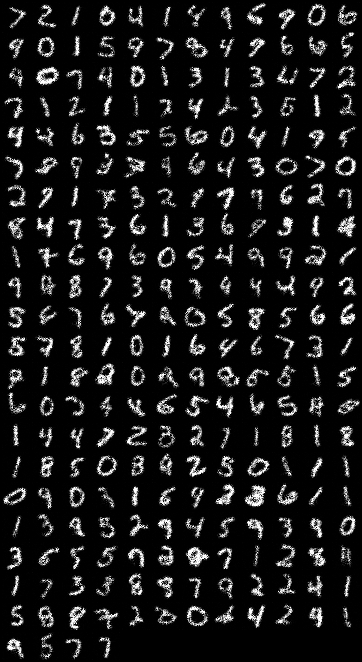 7 2 1 0 4 1 4 9 5 9 0 6
9 0 1 5 9 7 8 4 9 6 6 5
4 0 7 4 0 1 3 1 3 4 7 2
7 1 2 1 1 7 4 2 3 5 1 2
4 4 6 3 5 5 6 0 4 1 9 5
7 8 9 3 7 4 6 4 3 0 7 0
2 9 1 7 3 2 9 7 7 6 2 7
8 4 7 3 6 1 3 6 9 3 1 4
1 7 6 9 6 0 5 4 9 9 2 1
9 4 8 7 3 9 7 4 4 4 9 2
5 4 7 6 7 9 0 5 8 5 6 6
5 7 8 1 0 1 6 4 6 7 3 1
7 1 8 2 0 2 9 9 5 5 1 5
6 0 3 4 4 6 5 4 6 5 4 5
1 4 4 7 2 3 2 7 1 8 1 8
1 8 5 0 8 9 2 5 0 1 1 1
0 9 0 3 1 6 4 2 3 6 1 1
1 3 9 5 2 9 4 5 9 3 9 0
3 6 5 5 7 2 2 7 1 2 8 4
1 7 3 3 8 8 7 9 2 2 4 1
5 9 8 7 2 3 0 4 4 2 4 1
9 5 7 7